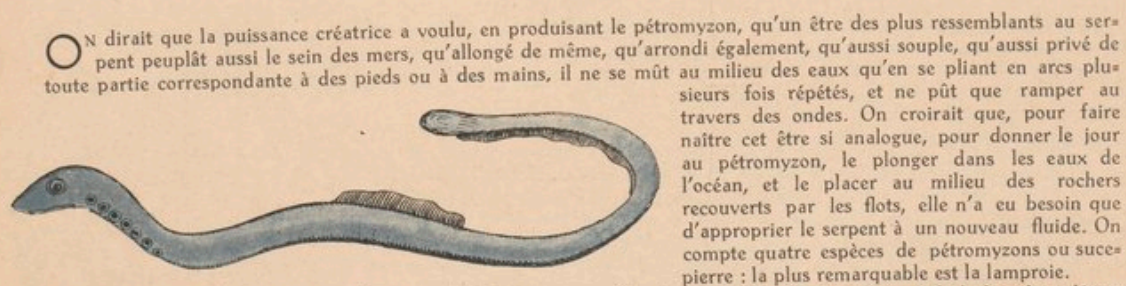 ON dirait que la puissance créatrice a voulu, en produisant le pétromyzon, qu'un être des plus ressemblants au ser=
pent peuplât aussi le sein des mers, qu'allongé de même, qu'arrondi également, qu'aussi souple, qu'aussi privé de
toute partie correspondante à des pieds ou à des mains, il ne se mût au milieu des eaux qu'en se pliant en arcs plu=
sieurs fois répétés, et ne pût que ramper au
travers des ondes. On croirait que, pour faire
naître cet être si analogue, pour donner le jour
au pétromyzon, le plonger dans les eaux de
l'océan, et le placer au milieu des rochers
recouverts par les flots, elle n'a eu besoin que
d'approprier le serpent à un nouveau fluide. On
compte quatre espèces de pétromyzons ou suce=
pierre : la plus remarquable est la lamproie.